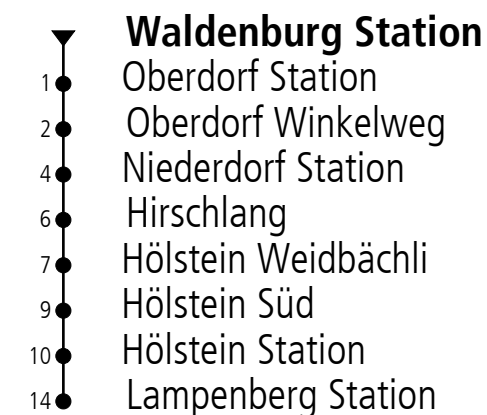 Waldenburg Station
1 Oberdorf Station
2 Oberdorf Winkelweg
4 Niederdorf Station
6 Hirschlang
7 Hölstein Weidbächli
9 Hölstein Süd
10 Hölstein Station
14 Lampenberg Station